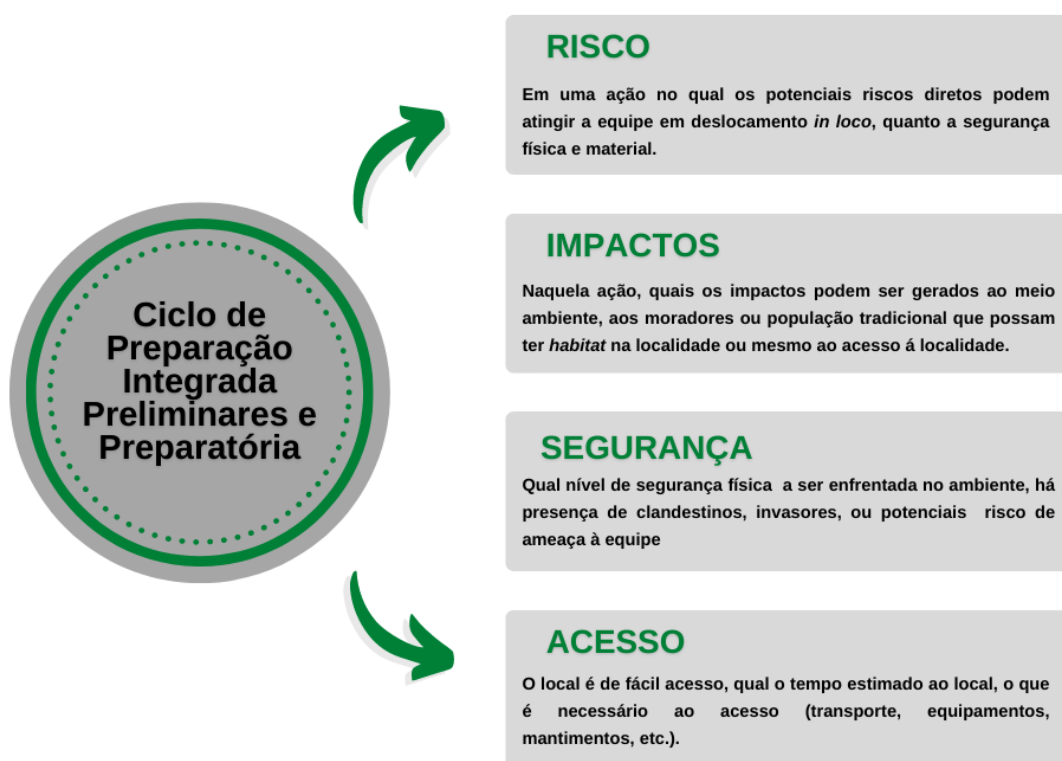 Ciclo de
Preparação
Integrada
Preliminares e
Preparatória
RISCO
Em uma ação no qual os potenciais riscos diretos podem
atingir a equipe em deslocamento in loco, quanto a segurança
física e material.
IMPACTOS
Naquela ação, quais os impactos podem ser gerados ao meio
ambiente, aos moradores ou população tradicional que possam
ter habitat na localidade ou mesmo ao acesso á localidade.
SEGURANÇA
Qual nível de segurança física a ser enfrentada no ambiente, há
presença de clandestinos, invasores, ou potenciais risco de
ameaça à equipe
ACESSO
O local é de fácil acesso, qual o tempo estimado ao local, o que
é necessário ao acesso (transporte, equipamentos,
mantimentos, etc.).